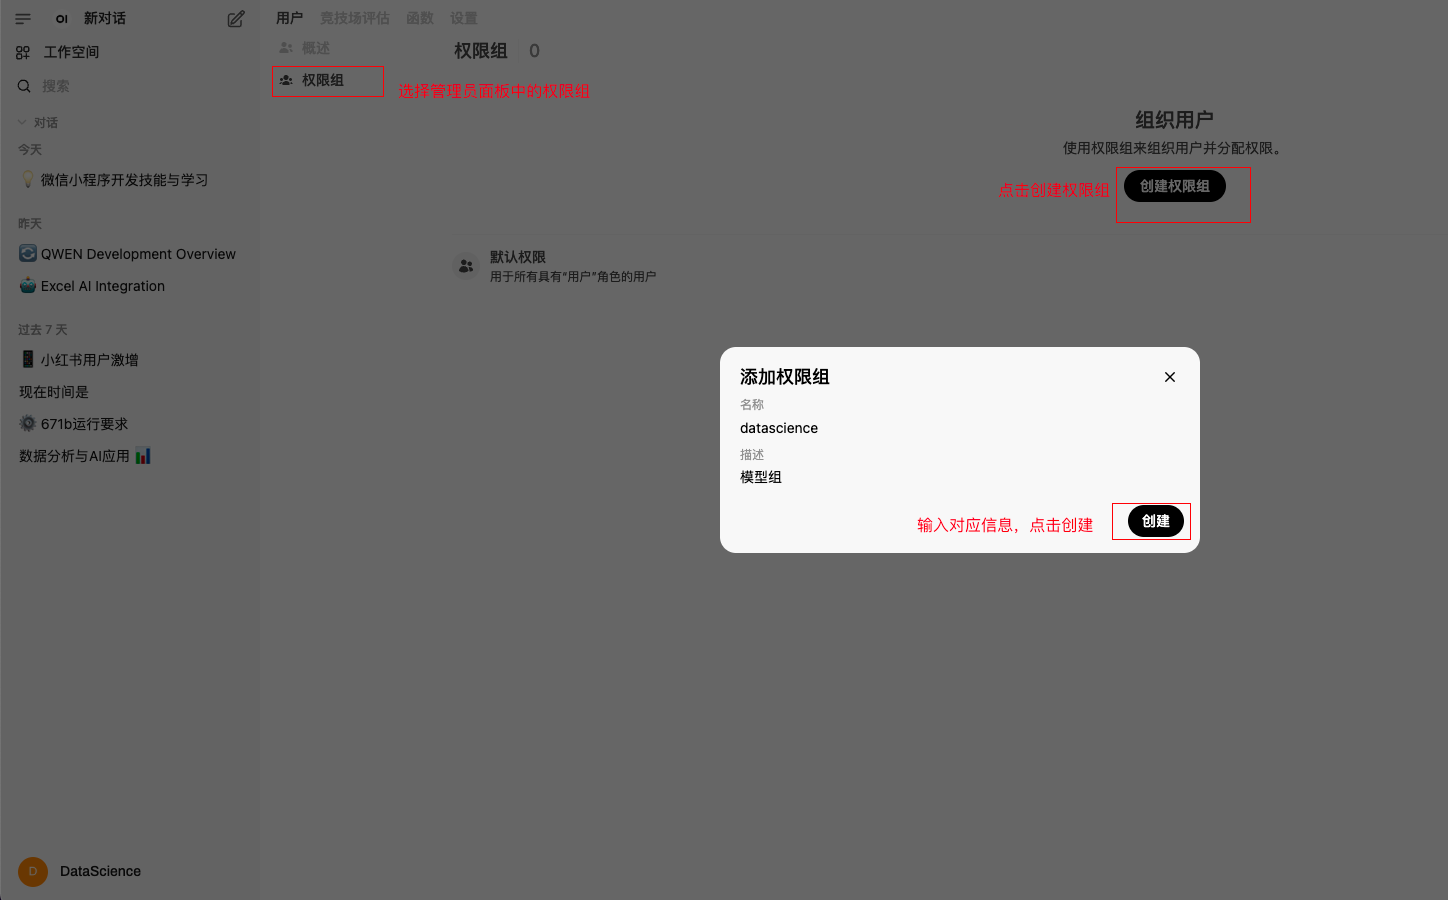 OI 新对话
工作空间
搜索
对话
今天
💡 微信小程序开发技能与学习
昨天
🔄 QWEN Development Overview
🤖 Excel AI Integration
过去 7 天
📱 小红书用户激增
现在时间是
⚙️ 671b运行要求
数据分析与AI应用 📊
D DataScience
用户 竞技场评估 函数 设置
概述
权限组
选择管理员面板中的权限组
权限组 0
组织用户
使用权限组来组织用户并分配权限。
点击创建权限组
创建权限组
默认权限
用于所有具有“用户”角色的用户
添加权限组
名称
datascience
描述
模型组
输入对应信息，点击创建
创建